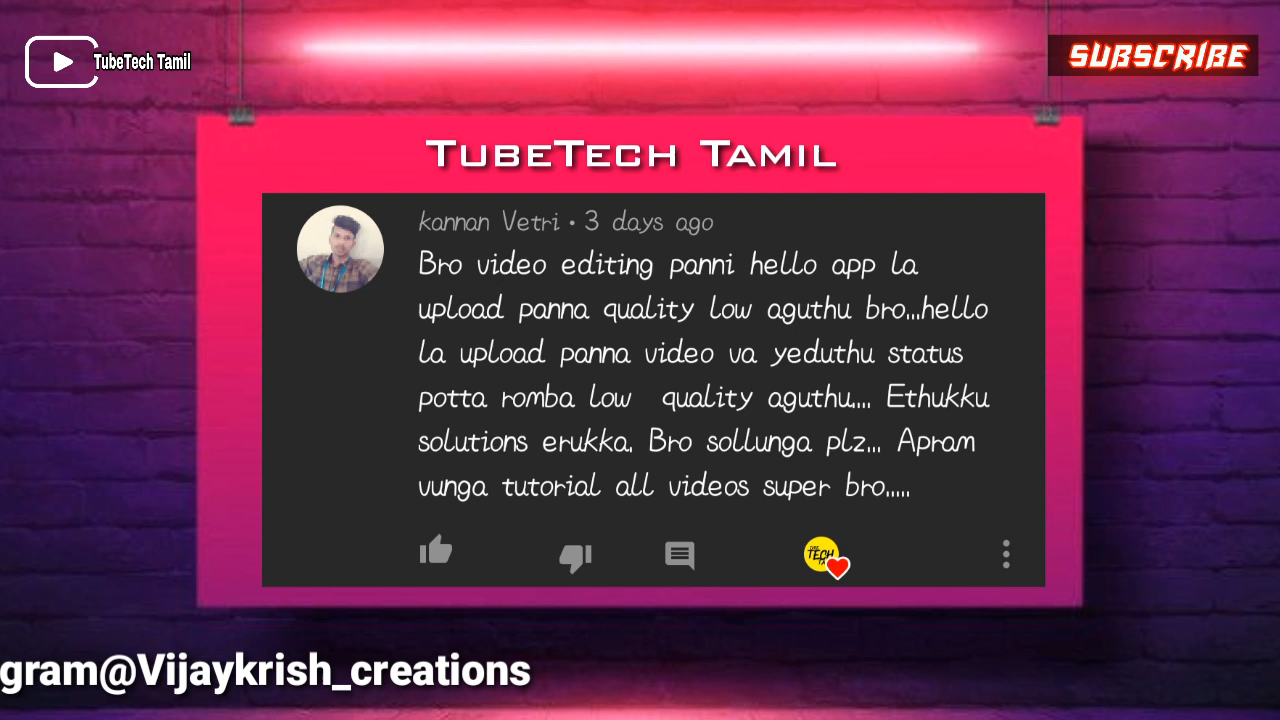 TubeTech Tamil
SUBSCRIBE
TUBETECH TAMIL
kannan Vetri • 3 days ago
Bro video editing panni hello app la
upload panna quality low aguthu bro...hello
la upload panna video va yeduthu status
potta romba low quality aguthu.... Ethukku
solutions erukka. Bro sollunga plz... Apram
vunga tutorial all videos super bro.....
TECH
gram@Vijaykrish_creations